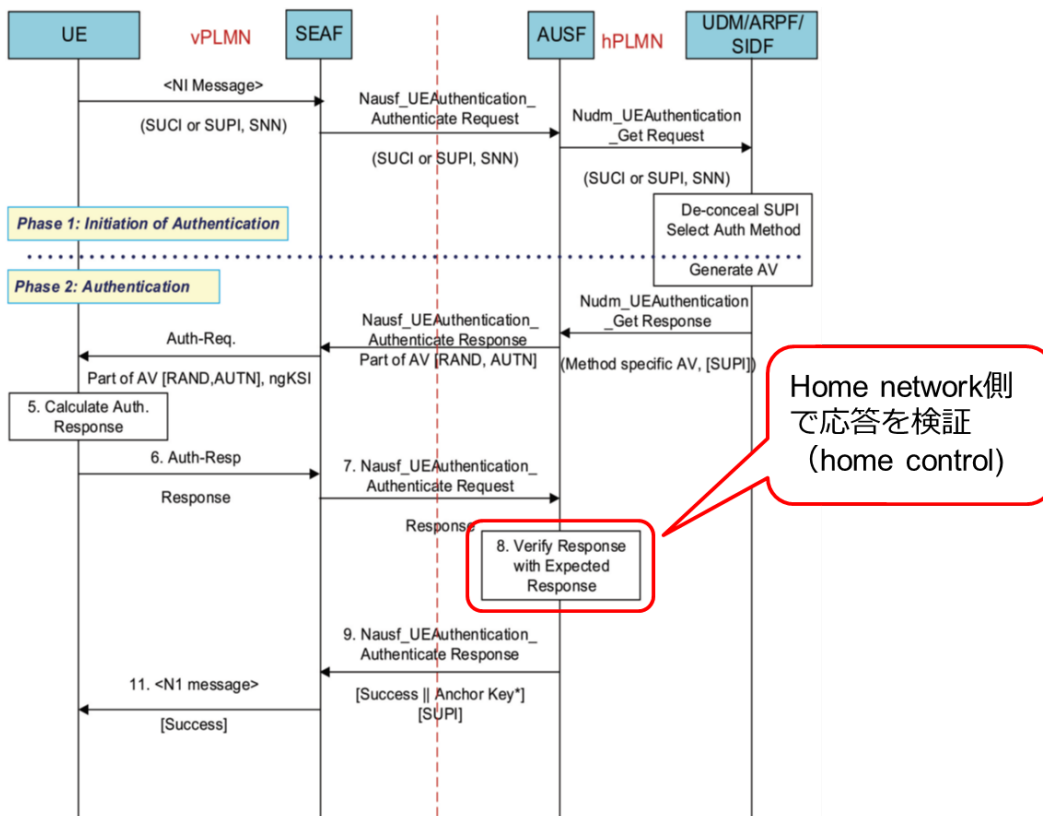 UE
vPLMN
SEAF
AUSF
hPLMN
UDM/ARPF/
SIDF
<NI Message>
(SUCI or SUPI, SNN)
Nausf_UEAuthentication_
Authenticate Request
(SUCI or SUPI, SNN)
Nudm_UEAuthentication
_Get Request
(SUCI or SUPI, SNN)
De-conceal SUPI
Select Auth Method
Phase 1: Initiation of Authentication
Generate AV
Phase 2: Authentication
Nudm_UEAuthentication
_Get Response
(Method specific AV, [SUPI])
Nausf_UEAuthentication_
Authenticate Response
Part of AV [RAND, AUTN]
Auth-Req.
Part of AV [RAND,AUTN], ngKSI
5. Calculate Auth.
Response
6. Auth-Resp
Response
7. Nausf_UEAuthentication_
Authenticate Request
Response
8. Verify Response
with Expected
Response
Home network側
で応答を検証
（home control)
9. Nausf_UEAuthentication_
Authenticate Response
[Success || Anchor Key*]
[SUPI]
11. <N1 message>
[Success]